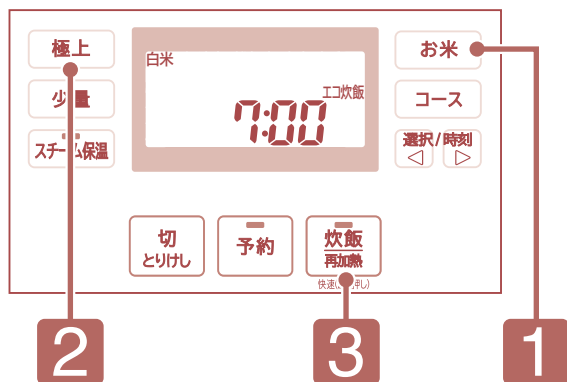 極上
白米
お米
少量
エコ炊飯
7:00
コース
スチーム保温
選択/時刻
切
とりけし
予約
炊飯
再加熱
2
3
1